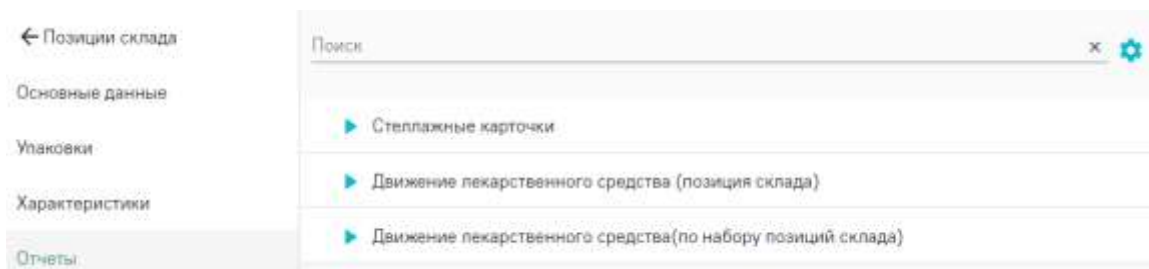 Позиции склада
Основные данные
Упаковки
Характеристики
Отчеты
Поиск
Стеллажные карточки
Движение лекарственного средства (позиция склада)
Движение лекарственного средства(по набору позиций склада)